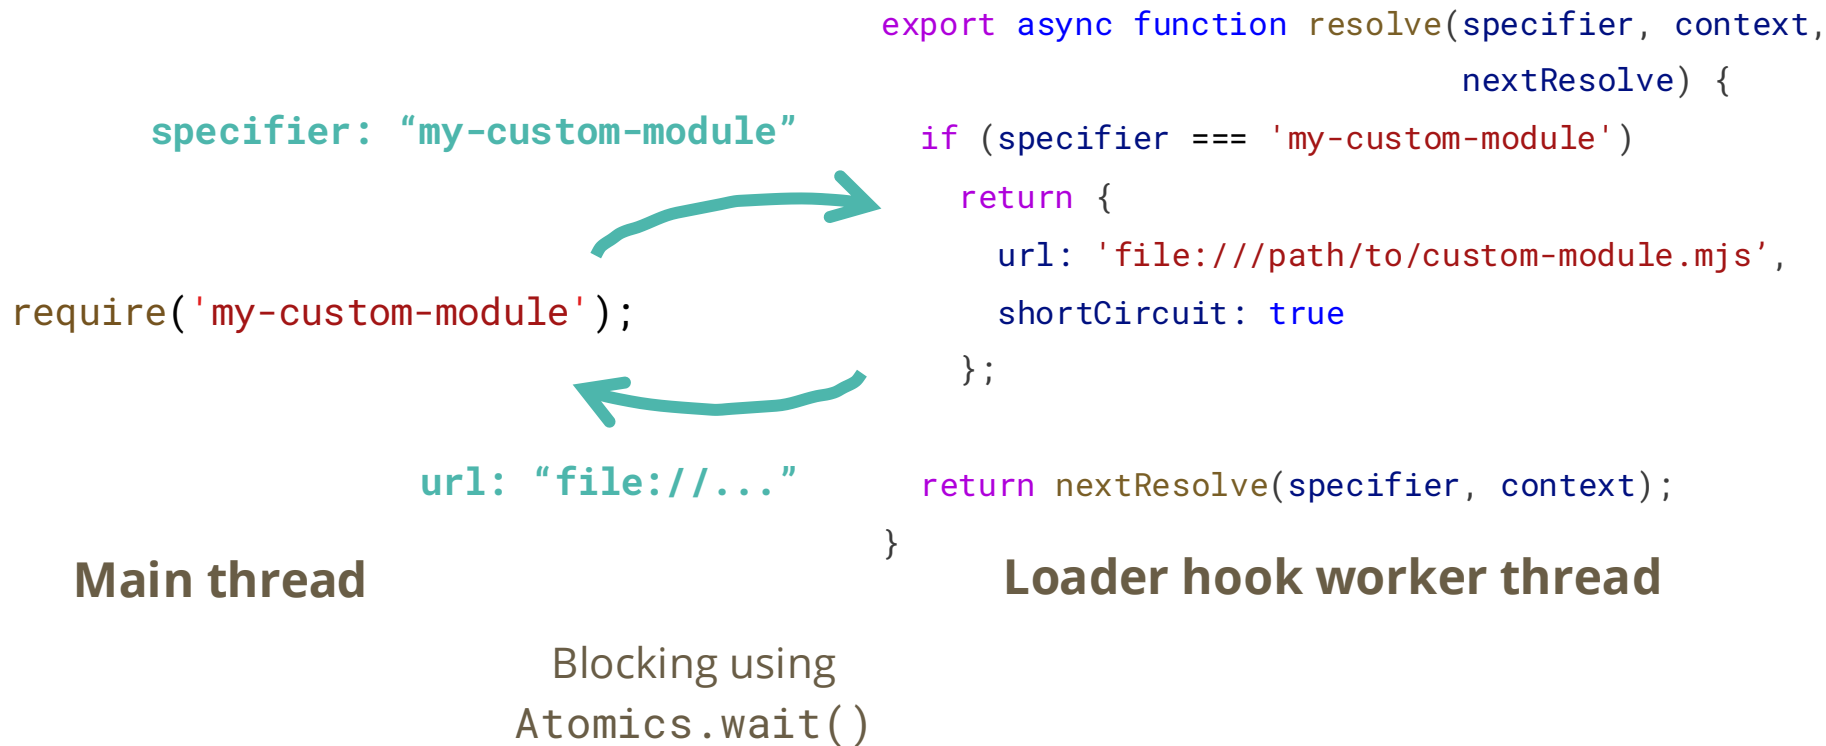 export async function resolve(specifier, context,
nextResolve) {
specifier: “my-custom-module”
if (specifier === 'my-custom-module')
return {
url: 'file:///path/to/custom-module.mjs’,
require('my-custom-module');
shortCircuit: true
};
url: “file://...”
return nextResolve(specifier, context);
}
Main thread
Loader hook worker thread
Blocking using
Atomics.wait()